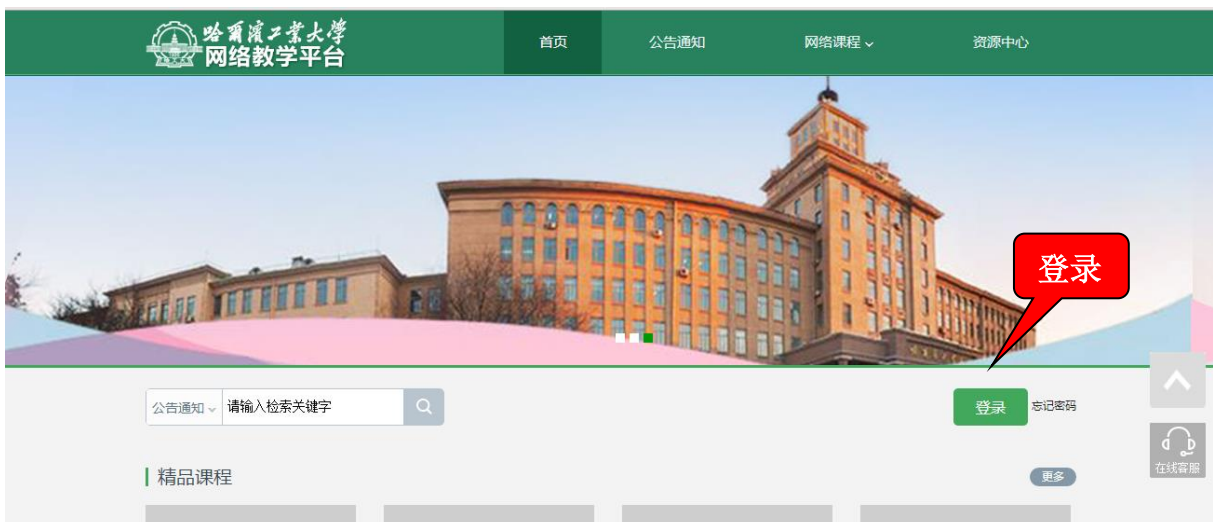 哈爾濱工業大學
网络教学平台
首页
公告通知
网络课程
资源中心
登录
公告通知
请输入检索关键字
登录
忘记密码
在线客服
精品课程
更多